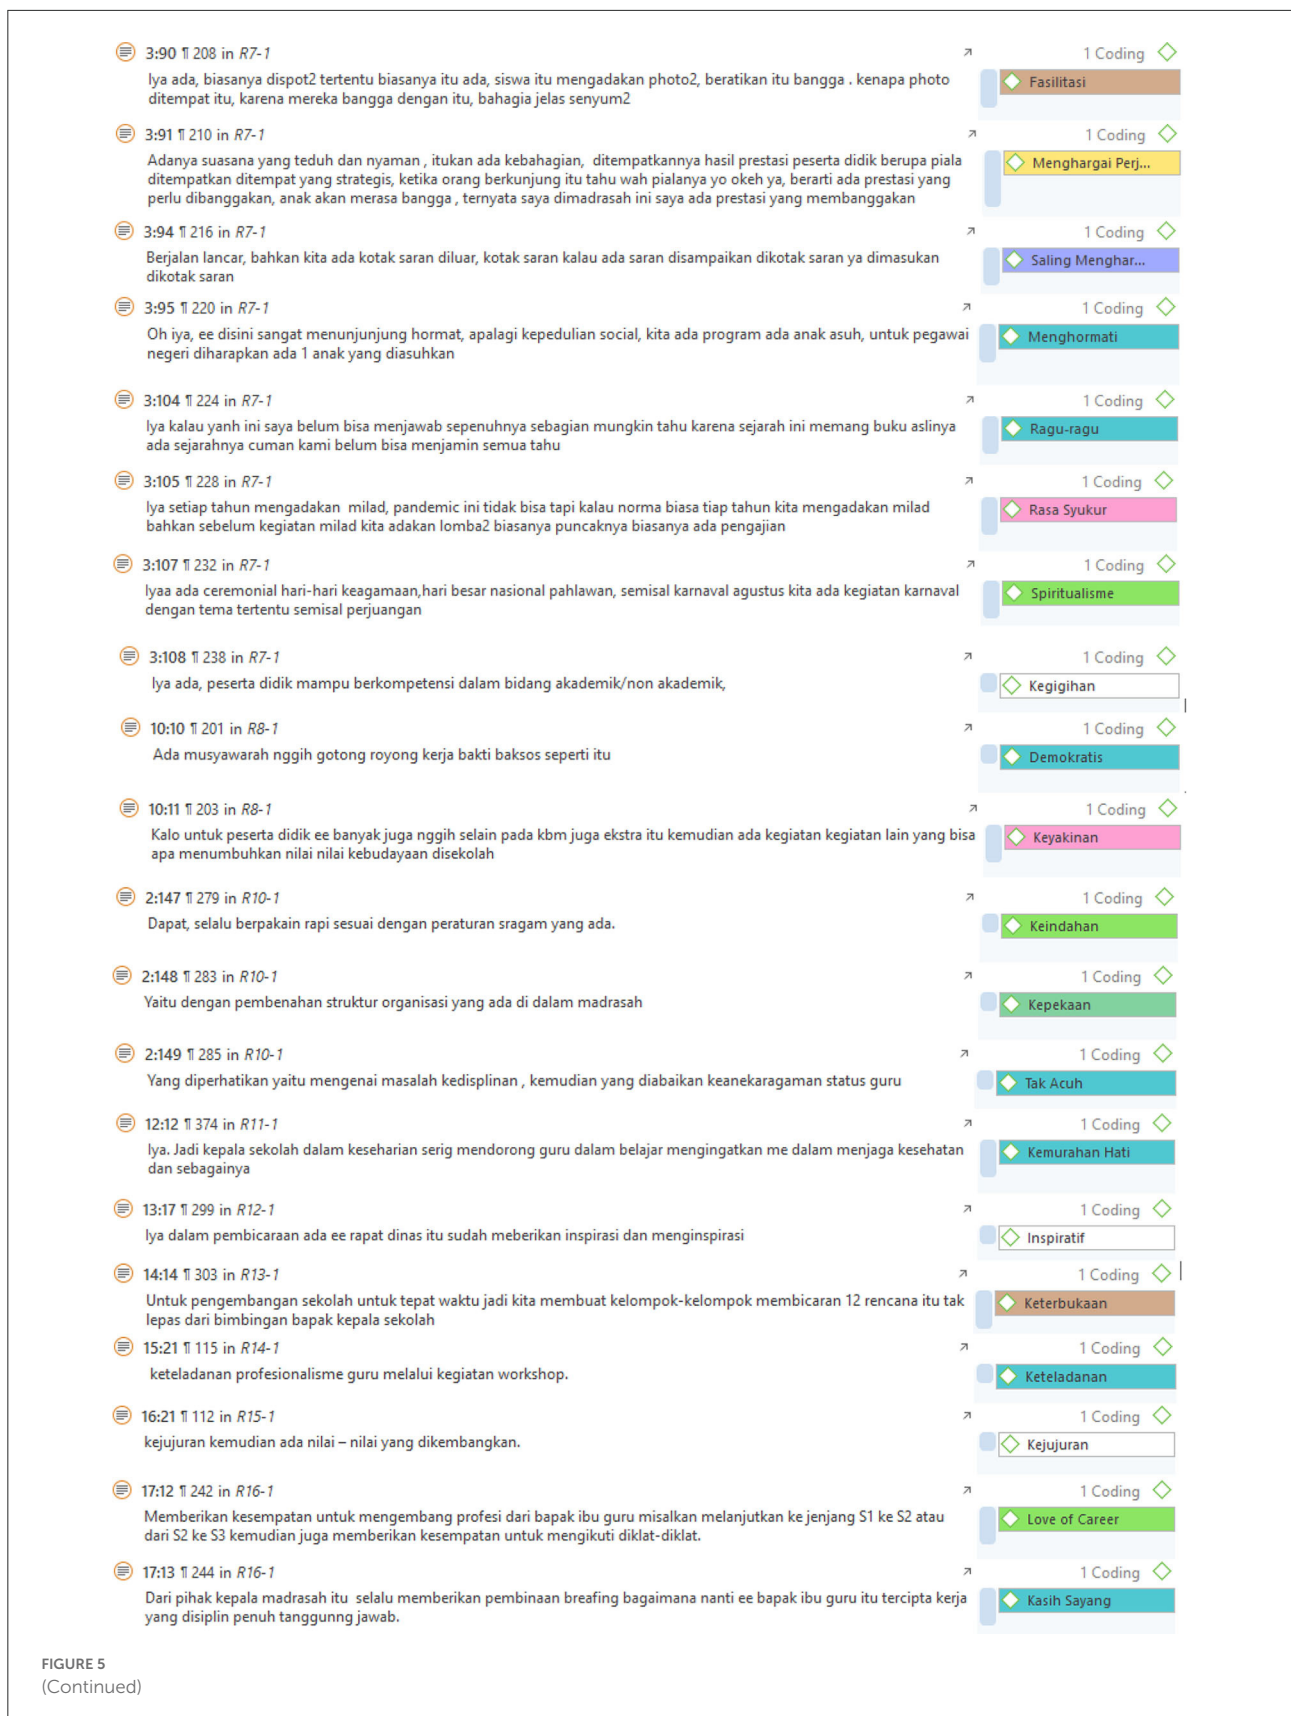 3:90 ¶ 208 in R7-1
1 Coding
Iya ada, biasanya dispot2 tertentu biasanya itu ada, siswa itu mengadakan photo2, beratikan itu bangga . kenapa photo
ditempat itu, karena mereka bangga dengan itu, bahagia jelas senyum2
Fasilitasi
3:91 ¶ 210 in R7-1
1 Coding
Adanya suasana yang teduh dan nyaman , itukan ada kebahagian, ditempatkannya hasil prestasi peserta didik berupa piala
ditempatkan ditempat yang strategis, ketika orang berkunjung itu tahu wah pialanya yo okeh ya, berarti ada prestasi yang
perlu dibanggakan, anak akan merasa bangga , ternyata saya dimadrasah ini saya ada prestasi yang membanggakan
Menghargai Perj...
3:94 ¶ 216 in R7-1
1 Coding
Berjalan lancar, bahkan kita ada kotak saran diluar, kotak saran kalau ada saran disampaikan dikotak saran ya dimasukan
dikotak saran
Saling Menghar...
3:95 ¶ 220 in R7-1
1 Coding
Oh iya, ee disini sangat menunjunjung hormat, apalagi kepedulian social, kita ada program ada anak asuh, untuk pegawai
negeri diharapkan ada 1 anak yang diasuhkan
Menghormati
3:104 ¶ 224 in R7-1
1 Coding
Iya kalau yanh ini saya belum bisa menjawab sepenuhnya sebagian mungkin tahu karena sejarah ini memang buku aslinya
ada sejarahnya cuman kami belum bisa menjamin semua tahu
Ragu-ragu
3:105 ¶ 228 in R7-1
1 Coding
Iya setiap tahun mengadakan milad, pandemic ini tidak bisa tapi kalau norma biasa tiap tahun kita mengadakan milad
bahkan sebelum kegiatan milad kita adakan lomba2 biasanya puncaknya biasanya ada pengajian
Rasa Syukur
3:107 ¶ 232 in R7-1
1 Coding
Iyaa ada ceremonial hari-hari keagamaan,hari besar nasional pahlawan, semisal karnaval agustus kita ada kegiatan karnaval
dengan tema tertentu semisal perjuangan
Spiritualisme
3:108 ¶ 238 in R7-1
1 Coding
Iya ada, peserta didik mampu berkompetensi dalam bidang akademik/non akademik,
Kegigihan
10:10 ¶ 201 in R8-1
1 Coding
Ada musyawarah nggih gotong royong kerja bakti baksos seperti itu
Demokratis
10:11 ¶ 203 in R8-1
1 Coding
Kalo untuk peserta didik ee banyak juga nggih selain pada kbm juga ekstra itu kemudian ada kegiatan kegiatan lain yang bisa
apa menumbuhkan nilai nilai kebudayaan disekolah
Keyakinan
2:147 ¶ 279 in R10-1
1 Coding
Dapat, selalu berpakain rapi sesuai dengan peraturan sragam yang ada.
Keindahan
2:148 ¶ 283 in R10-1
1 Coding
Yaitu dengan pembenahan struktur organisasi yang ada di dalam madrasah
Kepekaan
2:149 ¶ 285 in R10-1
1 Coding
Yang diperhatikan yaitu mengenai masalah kedisplinan , kemudian yang diabaikan keanekaragaman status guru
Tak Acuh
12:12 ¶ 374 in R11-1
1 Coding
Iya. Jadi kepala sekolah dalam keseharian serig mendorong guru dalam belajar mengingatkan me dalam menjaga kesehatan
dan sebagainya
Kemurahan Hati
13:17 ¶ 299 in R12-1
1 Coding
Iya dalam pembicaraan ada ee rapat dinas itu sudah meberikan inspirasi dan menginspirasi
Inspiratif
14:14 ¶ 303 in R13-1
1 Coding
Untuk pengembangan sekolah untuk tepat waktu jadi kita membuat kelompok-kelompok membicaran 12 rencana itu tak
lepas dari bimbingan bapak kepala sekolah
Keterbukaan
15:21 ¶ 115 in R14-1
1 Coding
keteladanan profesionalisme guru melalui kegiatan workshop.
Keteladanan
16:21 ¶ 112 in R15-1
1 Coding
kejujuran kemudian ada nilai – nilai yang dikembangkan.
Kejujuran
17:12 ¶ 242 in R16-1
1 Coding
Memberikan kesempatan untuk mengembang profesi dari bapak ibu guru misalkan melanjutkan ke jenjang S1 ke S2 atau
dari S2 ke S3 kemudian juga memberikan kesempatan untuk mengikuti diklat-diklat.
Love of Career
17:13 ¶ 244 in R16-1
1 Coding
Dari pihak kepala madrasah itu selalu memberikan pembinaan breafing bagaimana nanti ee bapak ibu guru itu tercipta kerja
yang disiplin penuh tanggunng jawab.
Kasih Sayang
FIGURE 5
(Continued)